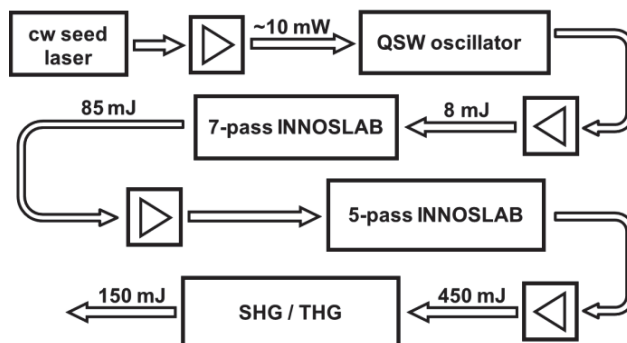 cw seed
laser
~10 mW
QSW oscillator
85 mJ
7-pass INNOSLAB
8 mJ
5-pass INNOSLAB
150 mJ
SHG / THG
450 mJ